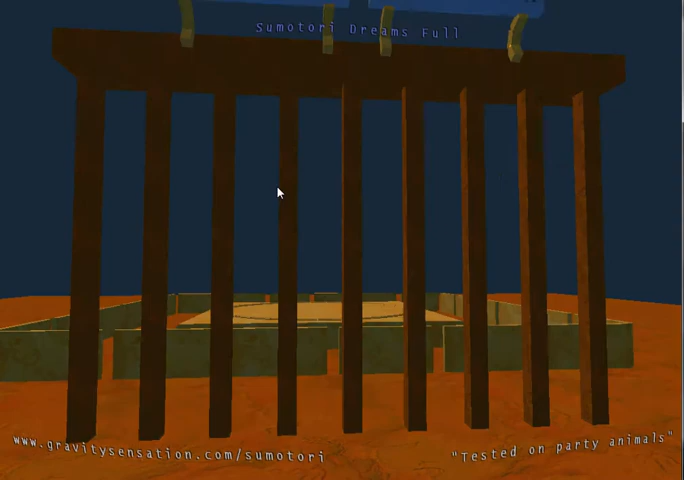 Sumotori Dreams Full
www.gravitysensation.com/sumotori
"Tested on party animals"